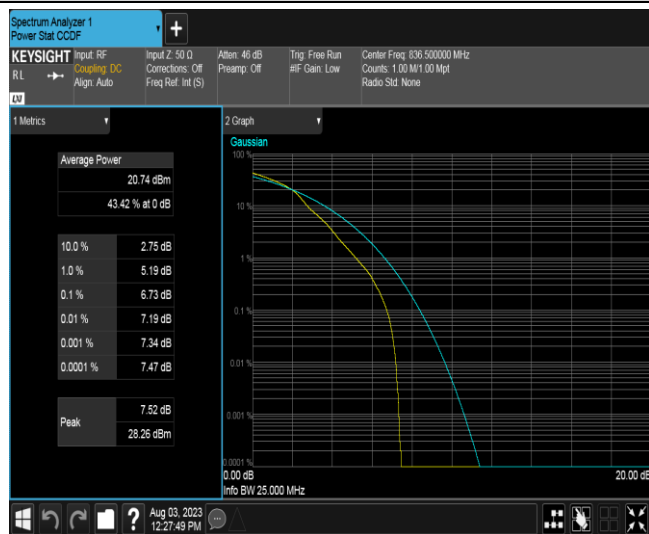 Spectrum Analyzer 1
Power Stat CCDF
+
KEYSIGHT
RL
LXI
Input: RF
Coupling: DC
Align: Auto
Input Z: 50 Ω
Corrections: Off
Freq Ref: Int (S)
Atten: 46 dB
Preamp: Off
Trig: Free Run
#IF Gain: Low
Center Freq: 836.500000 MHz
Counts: 1.00 M/1.00 Mpt
Radio Std: None
1 Metrics
Average Power
20.74 dBm
43.42 % at 0 dB
10.0 % 2.75 dB
1.0 % 5.19 dB
0.1 % 6.73 dB
0.01 % 7.19 dB
0.001 % 7.34 dB
0.0001 % 7.47 dB
Peak
7.52 dB
28.26 dBm
2 Graph
Gaussian
100 %
10 %
1 %
0.1 %
0.01 %
0.001 %
0.0001 %
0.00 dB 20.00 dB
Info BW 25.000 MHz
?
Aug 03, 2023
12:27:49 PM